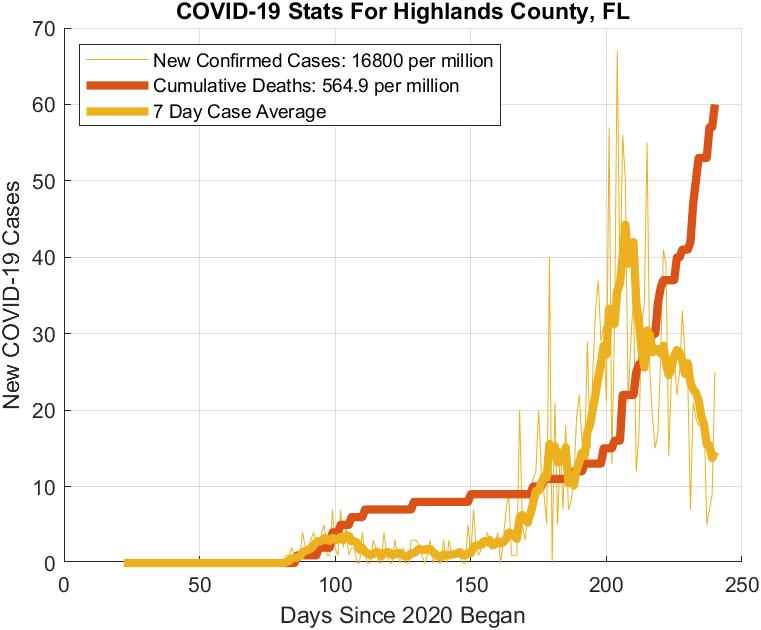 COVID-19 Stats For Highlands County, FL
New Confirmed Cases: 16800 per million
Cumulative Deaths: 564.9 per million
7 Day Case Average
70
60
50
40
30
20
10
0
New COVID-19 Cases
0 50 100 150 200 250
Days Since 2020 Began